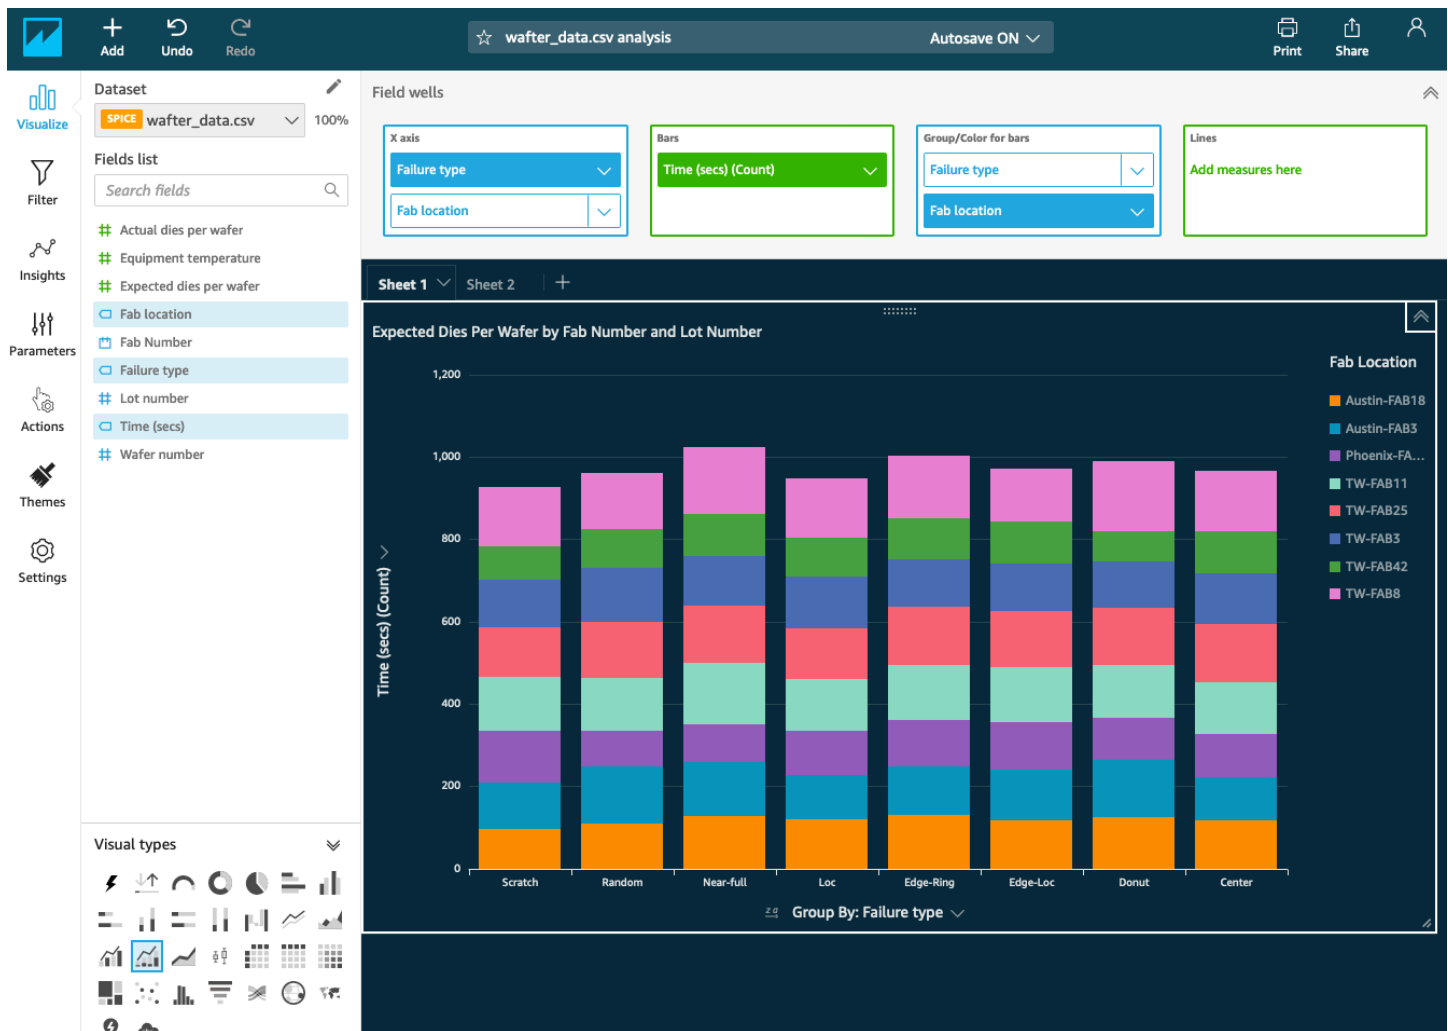 Add
Undo
Redo
wafter_data.csv analysis
Autosave ON
Print
Share
Visualize
Filter
Insights
Parameters
Actions
Themes
Settings
Dataset
SPICE wafter_data.csv 100%
Fields list
Search fields
Actual dies per wafer
Equipment temperature
Expected dies per wafer
Fab location
Fab Number
Failure type
Lot number
Time (secs)
Wafer number
Visual types
Field wells
X axis
Failure type
Fab location
Bars
Time (secs) (Count)
Group/Color for bars
Failure type
Fab location
Lines
Add measures here
Sheet 1
Sheet 2
Expected Dies Per Wafer by Fab Number and Lot Number
1,200
1,000
800
600
400
200
0
Time (secs) (Count)
Scratch
Random
Near-full
Loc
Edge-Ring
Edge-Loc
Donut
Center
Group By: Failure type
Fab Location
Austin-FAB18
Austin-FAB3
Phoenix-FA...
TW-FAB11
TW-FAB25
TW-FAB3
TW-FAB42
TW-FAB8